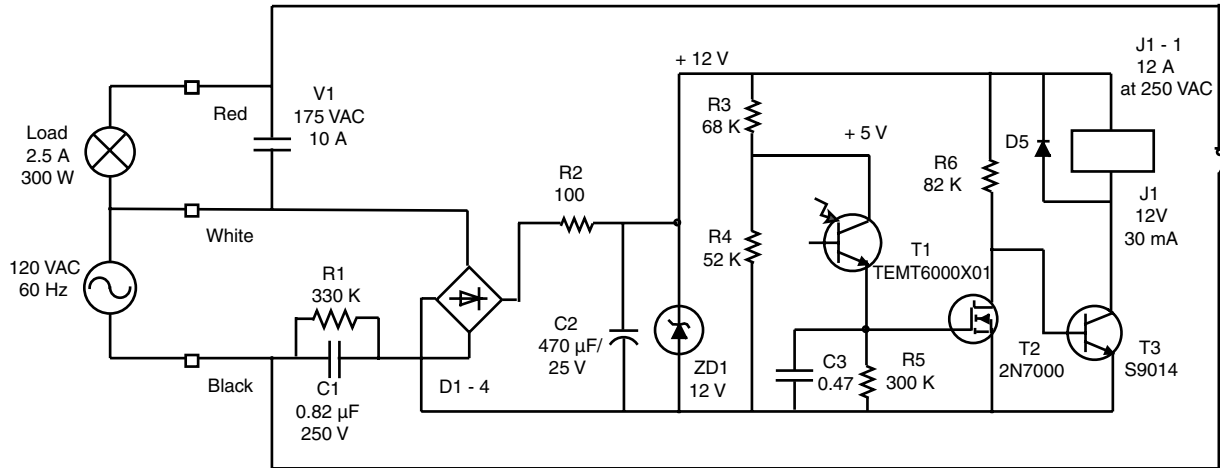 Load
2.5 A
300 W
Red
V1
175 VAC
10 A
White
120 VAC
60 Hz
R1
330 K
Black
C1
0.82 µF
250 V
D1 - 4
R2
100
C2
470 µF/
25 V
+ 12 V
ZD1
12 V
R3
68 K
+ 5 V
R4
52 K
T1
TEMT6000X01
C3
0.47
R5
300 K
R6
82 K
T2
2N7000
D5
J1 - 1
12 A
at 250 VAC
J1
12V
30 mA
T3
S9014